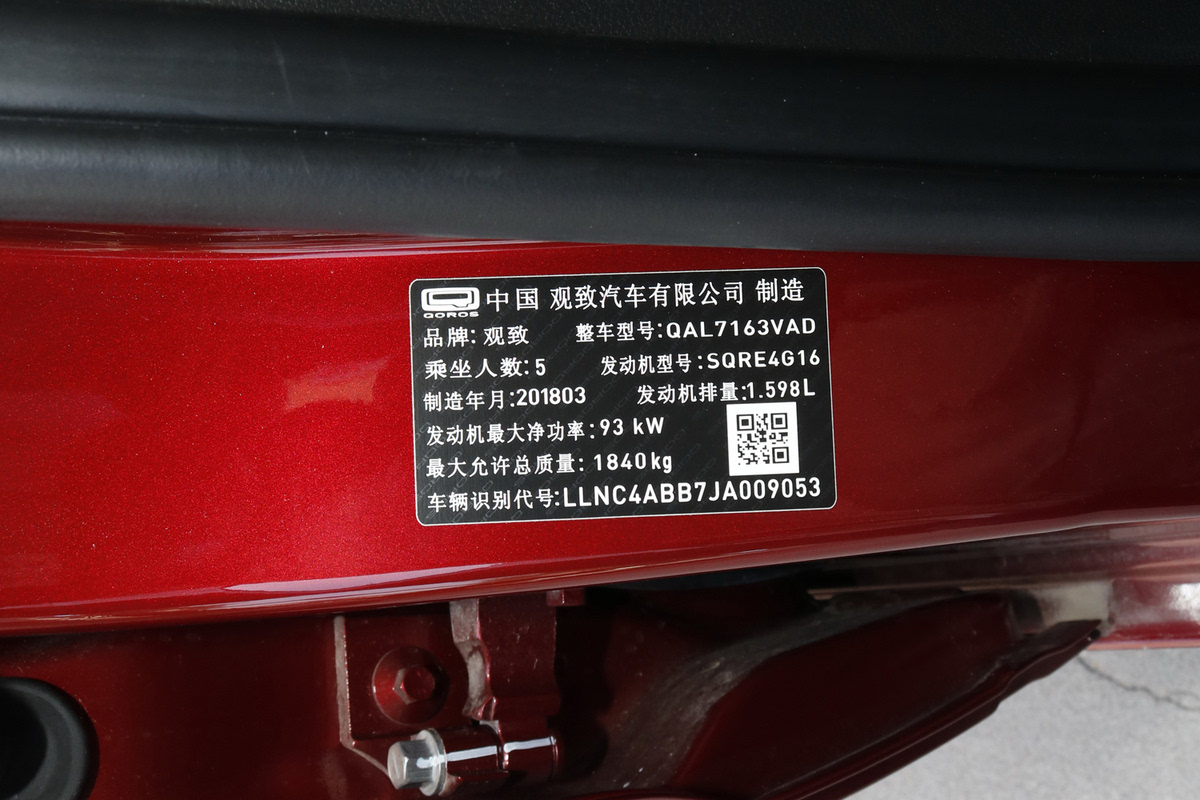 QOROS 中国 观致汽车有限公司 制造
品牌: 观致 整车型号:QAL7163VAD
乘坐人数:5 发动机型号:SQRE4G16
制造年月:201803 发动机排量:1.598L
发动机最大净功率:93 kW
最大允许总质量: 1840kg
车辆识别代号:LLNC4ABB7JA009053